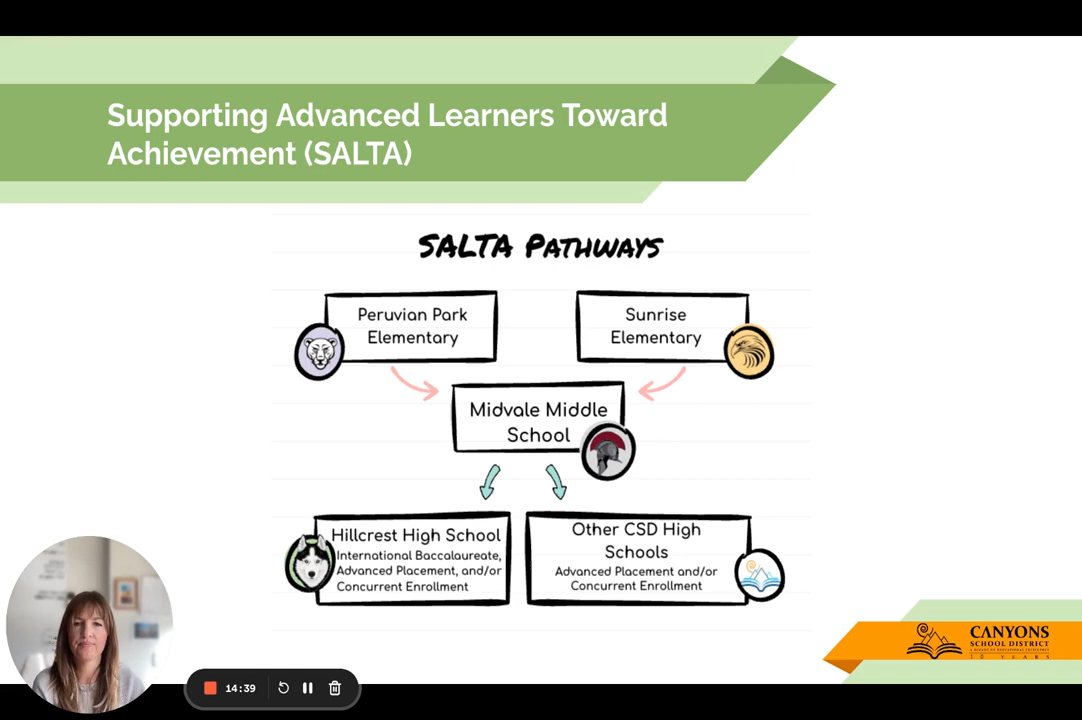 Supporting Advanced Learners Toward
Achievement (SALTA)
SALTA PATHWAYS
Peruvian Park
Elementary
Sunrise
Elementary
Midvale Middle
School
Hillcrest High School
International Baccalaureate,
Advanced Placement, and/or
Concurrent Enrollment
Other CSD High
Schools
Advanced Placement and/or
Concurrent Enrollment
CANYONS
SCHOOL DISTRICT
10 YEARS
14:39